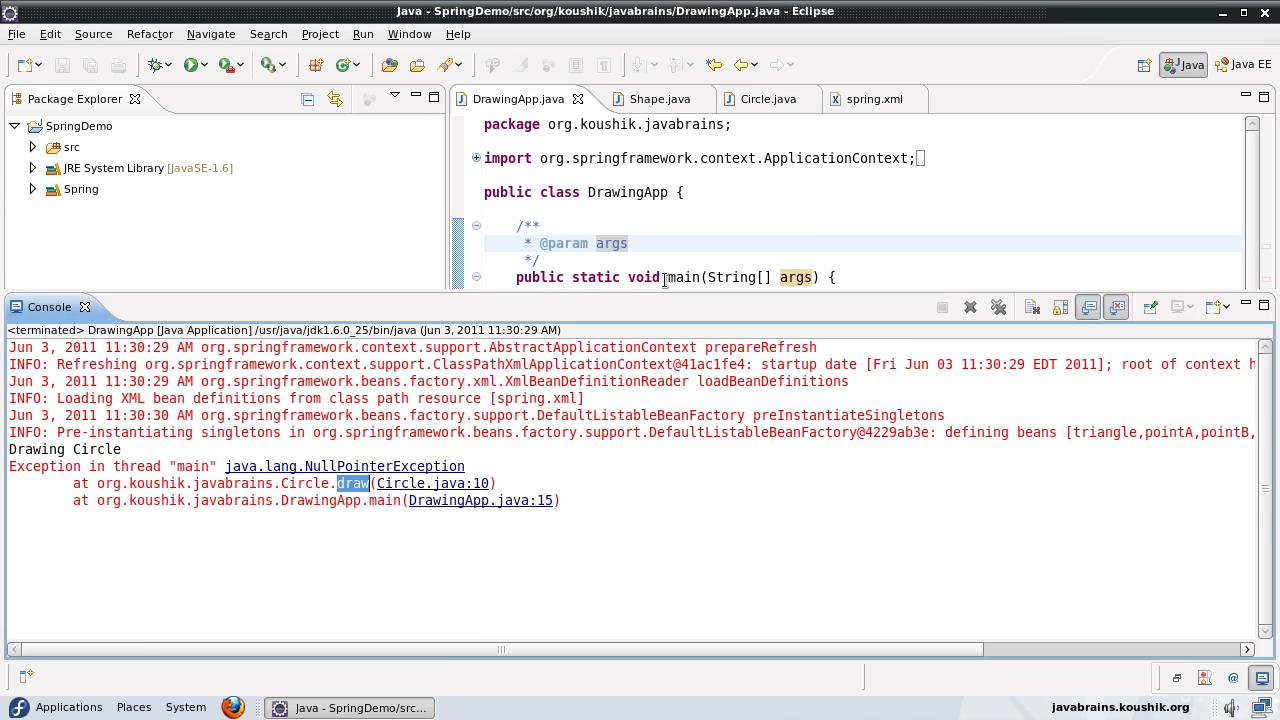 Java - SpringDemo/src/org/koushik/javabrains/DrawingApp.java - Eclipse
File Edit Source Refactor Navigate Search Project Run Window Help
Java Java EE
Package Explorer
SpringDemo
src
JRE System Library [JavaSE-1.6]
Spring
DrawingApp.java Shape.java Circle.java spring.xml
package org.koushik.javabrains;
import org.springframework.context.ApplicationContext;
public class DrawingApp {
/**
* @param args
*/
public static void main(String[] args) {
Console
<terminated> DrawingApp [Java Application] /usr/java/jdk1.6.0_25/bin/java (Jun 3, 2011 11:30:29 AM)
Jun 3, 2011 11:30:29 AM org.springframework.context.support.AbstractApplicationContext prepareRefresh
INFO: Refreshing org.springframework.context.support.ClassPathXmlApplicationContext@41ac1fe4: startup date [Fri Jun 03 11:30:29 EDT 2011]; root of context h
Jun 3, 2011 11:30:29 AM org.springframework.beans.factory.xml.XmlBeanDefinitionReader loadBeanDefinitions
INFO: Loading XML bean definitions from class path resource [spring.xml]
Jun 3, 2011 11:30:30 AM org.springframework.beans.factory.support.DefaultListableBeanFactory preInstantiateSingletons
INFO: Pre-instantiating singletons in org.springframework.beans.factory.support.DefaultListableBeanFactory@4229ab3e: defining beans [triangle,pointA,pointB,
Drawing Circle
Exception in thread "main" java.lang.NullPointerException
at org.koushik.javabrains.Circle.draw(Circle.java:10)
at org.koushik.javabrains.DrawingApp.main(DrawingApp.java:15)
Applications Places System Java - SpringDemo/src... javabrains.koushik.org